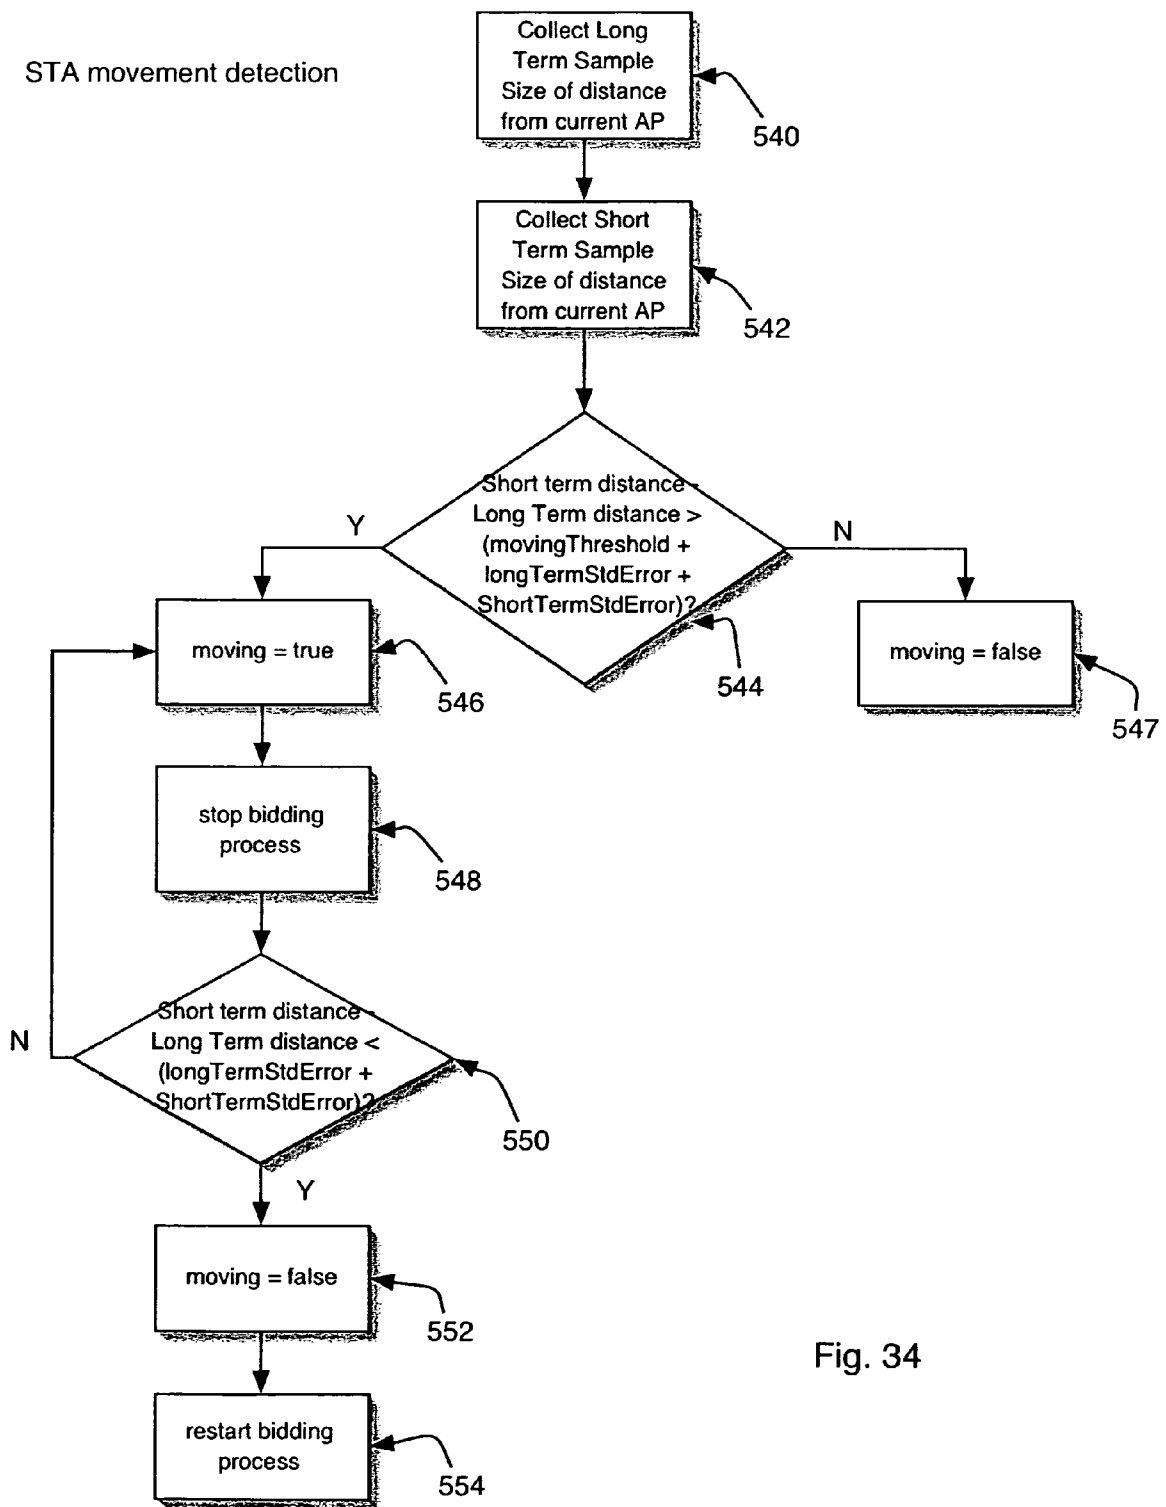 STA movement detection
Collect Long
Term Sample
Size of distance
from current AP
540
Collect Short
Term Sample
Size of distance
from current AP
542
Short term distance -
Long Term distance >
(movingThreshold +
longTermStdError +
ShortTermStdError)?
Y
N
544
moving = true
546
moving = false
547
stop bidding
process
548
Short term distance -
Long Term distance <
(longTermStdError +
ShortTermStdError)?
N
550
Y
moving = false
552
restart bidding
process
554
Fig. 34